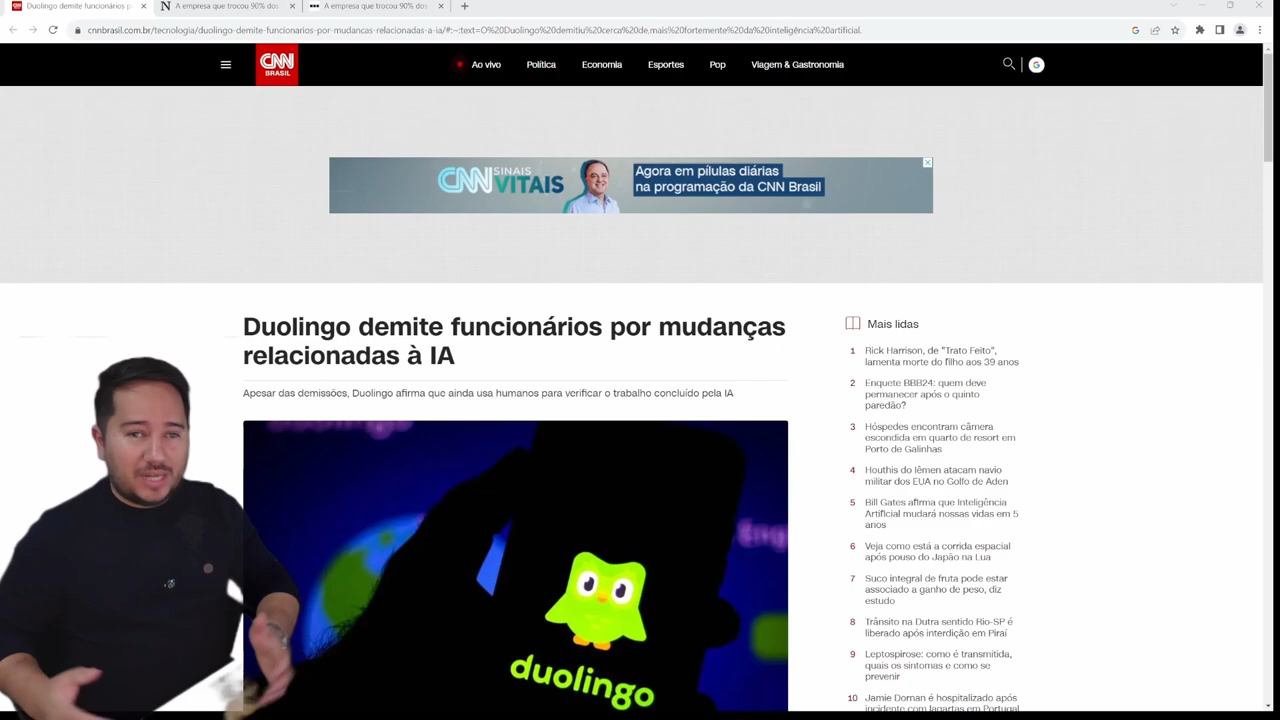 Duolingo demite funcionários p
A empresa que trocou 90% dos
A empresa que trocou 90% dos
cnnbrasil.com.br/tecnologia/duolingo-demite-funcionarios-por-mudancas-relacionadas-a-ia/#:~:text=O%20Duolingo%20demitiu%20cerca%20de,mais%20fortemente%20da%20inteligência%20artificial.
CNN
BRASIL
Ao vivo
Política
Economia
Esportes
Pop
Viagem & Gastronomia
CNN SINAIS
VITAIS
Agora em pílulas diárias
na programação da CNN Brasil
Duolingo demite funcionários por mudanças
relacionadas à IA
Apesar das demissões, Duolingo afirma que ainda usa humanos para verificar o trabalho concluído pela IA
duolingo
Mais lidas
1 Rick Harrison, de "Trato Feito",
lamenta morte do filho aos 39 anos
2 Enquete BBB24: quem deve
permanecer após o quinto
paredão?
3 Hóspedes encontram câmera
escondida em quarto de resort em
Porto de Galinhas
4 Houthis do Iêmen atacam navio
militar dos EUA no Golfo de Aden
5 Bill Gates afirma que Inteligência
Artificial mudará nossas vidas em 5
anos
6 Veja como está a corrida espacial
após pouso do Japão na Lua
7 Suco integral de fruta pode estar
associado a ganho de peso, diz
estudo
8 Trânsito na Dutra sentido Rio-SP é
liberado após interdição em Piraí
9 Leptospirose: como é transmitida,
quais os sintomas e como se
prevenir
10 Jamie Dornan é hospitalizado após
incidente com lagartas em Portugal